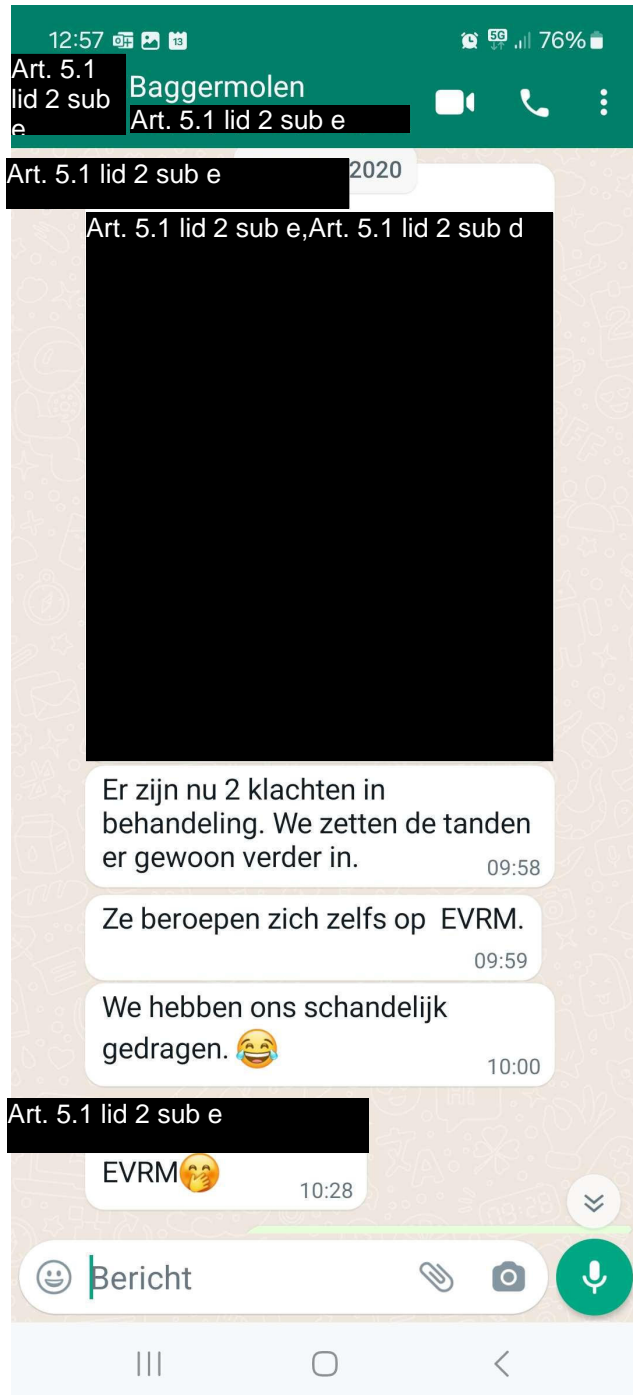 12:57 76%
Art. 5.1
lid 2 sub
e
Baggermolen
Art. 5.1 lid 2 sub e
Art. 5.1 lid 2 sub e
2020
Art. 5.1 lid 2 sub e,Art. 5.1 lid 2 sub d
Er zijn nu 2 klachten in
behandeling. We zetten de tanden
er gewoon verder in.
09:58
Ze beroepen zich zelfs op EVRM.
09:59
We hebben ons schandelijk
gedragen. 😂
10:00
Art. 5.1 lid 2 sub e
EVRM🤭
10:28
Bericht